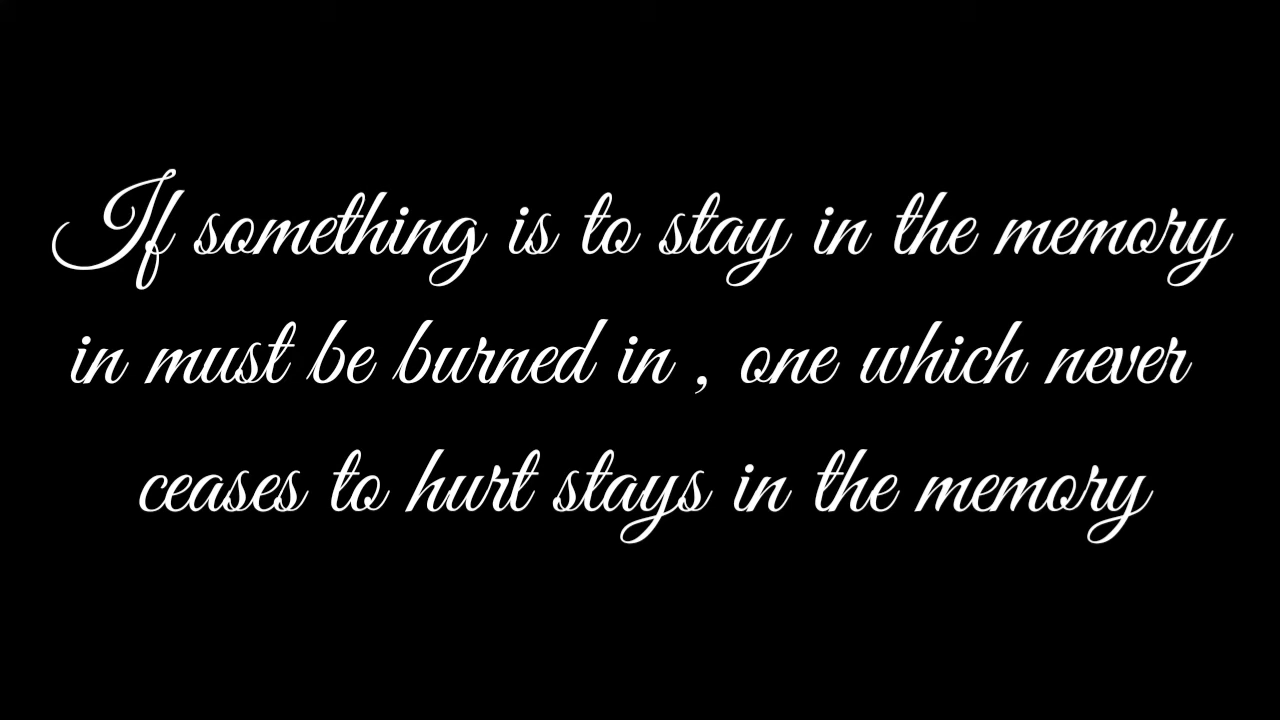 If something is to stay in the memory
in must be burned in , one which never
ceases to hurt stays in the memory